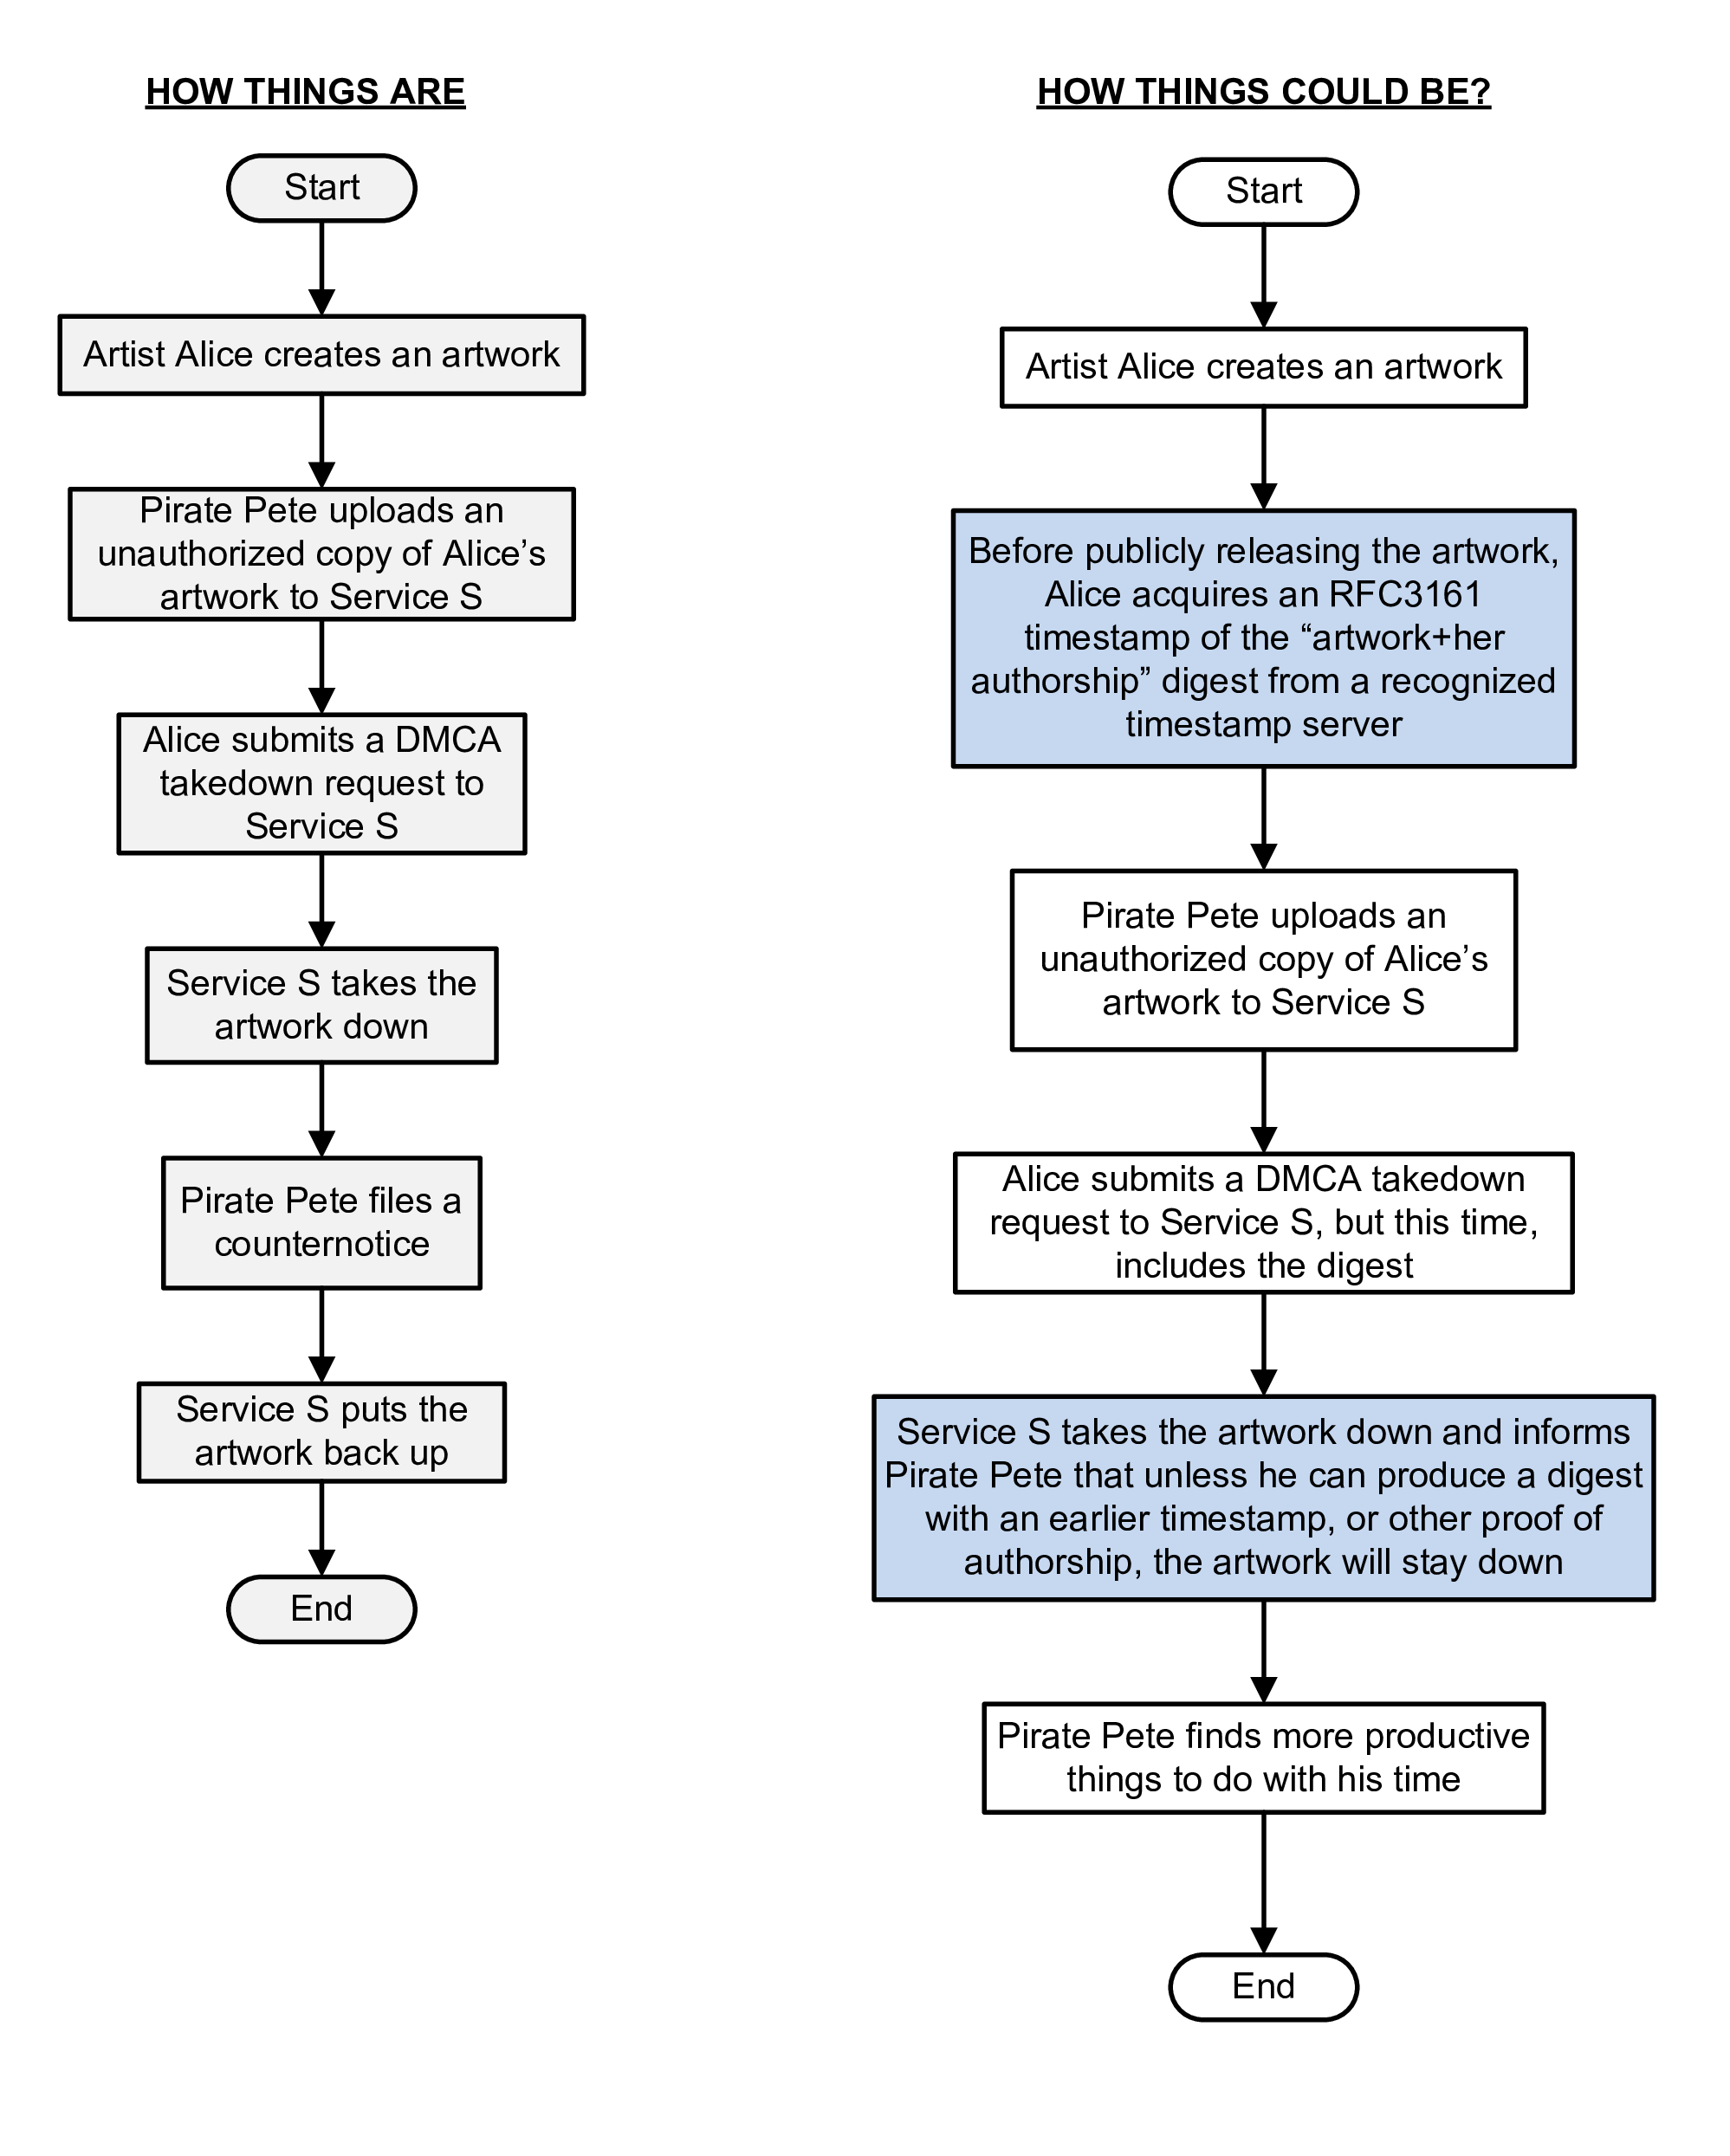 HOW THINGS ARE
Start
Artist Alice creates an artwork
Pirate Pete uploads an
unauthorized copy of Alice’s
artwork to Service S
Alice submits a DMCA
takedown request to
Service S
Service S takes the
artwork down
Pirate Pete files a
counternotice
Service S puts the
artwork back up
End
HOW THINGS COULD BE?
Start
Artist Alice creates an artwork
Before publicly releasing the artwork,
Alice acquires an RFC3161
timestamp of the “artwork+her
authorship” digest from a recognized
timestamp server
Pirate Pete uploads an
unauthorized copy of Alice’s
artwork to Service S
Alice submits a DMCA takedown
request to Service S, but this time,
includes the digest
Service S takes the artwork down and informs
Pirate Pete that unless he can produce a digest
with an earlier timestamp, or other proof of
authorship, the artwork will stay down
Pirate Pete finds more productive
things to do with his time
End